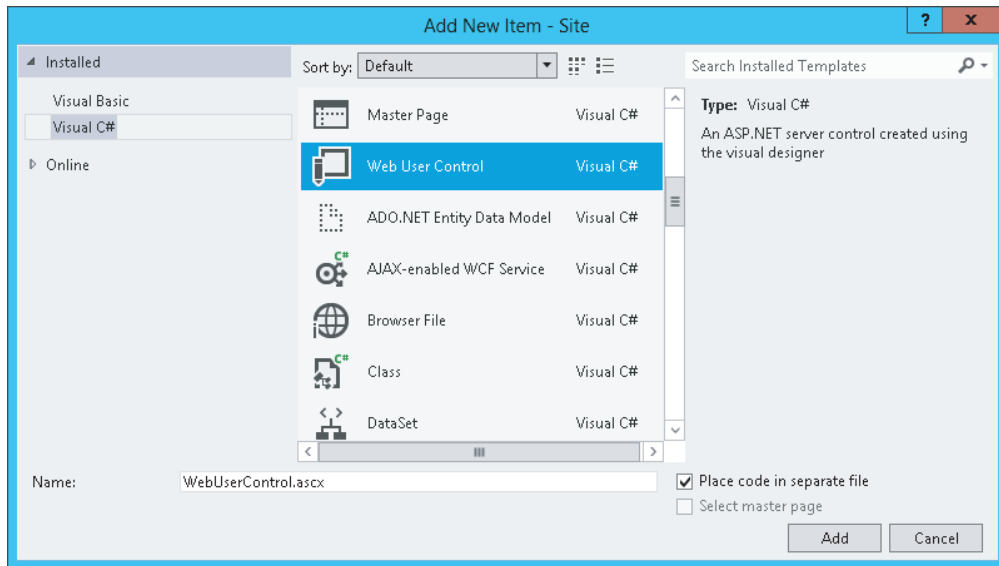 Add New Item - Site
? x
Installed
Sort by: Default
Search Installed Templates
Visual Basic
Visual C#
Online
Master Page Visual C#
Web User Control Visual C#
ADO.NET Entity Data Model Visual C#
C#
AJAX-enabled WCF Service Visual C#
Browser File Visual C#
C#
Class Visual C#
DataSet Visual C#
Type: Visual C#
An ASP.NET server control created using
the visual designer
Name: WebUserControl.ascx
Place code in separate file
Select master page
Add Cancel